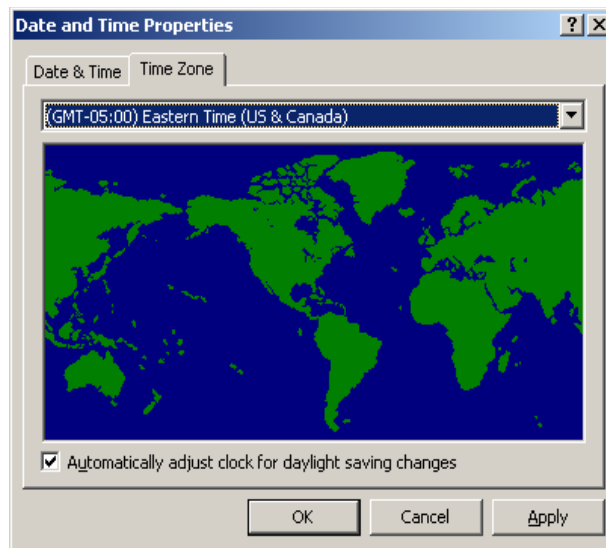 Date and Time Properties
Date & Time Time Zone
(GMT-05:00) Eastern Time (US & Canada)
Automatically adjust clock for daylight saving changes
OK Cancel Apply